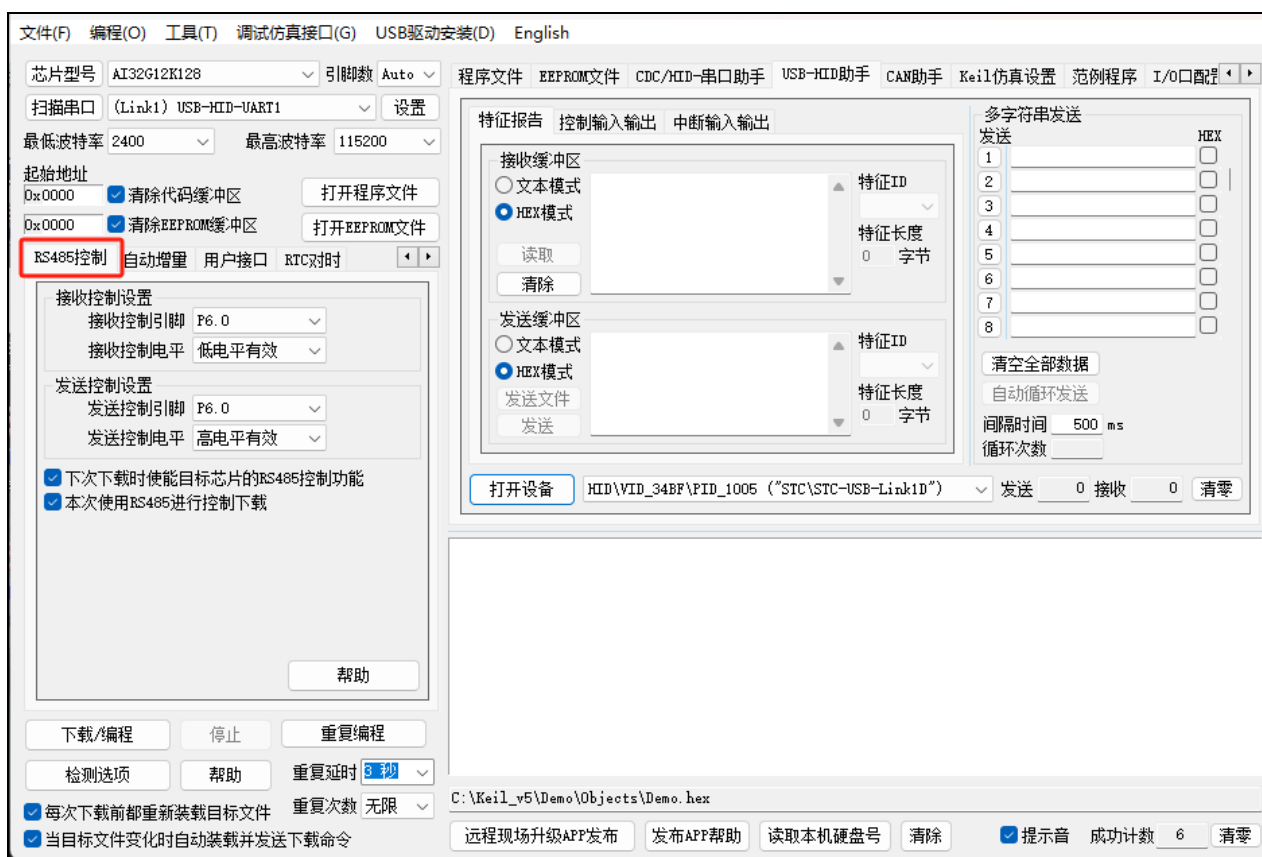 文件(F) 编程(O) 工具(T) 调试仿真接口(G) USB驱动安装(D) English
芯片型号 AI32G12K128 引脚数 Auto
扫描串口 (Link1) USB-HID-UART1 设置
最低波特率 2400 最高波特率 115200
起始地址
0x0000 清除代码缓冲区 打开程序文件
0x0000 清除EEPROM缓冲区 打开EEPROM文件
RS485控制 自动增量 用户接口 RTC对时
接收控制设置
接收控制引脚 P6.0
接收控制电平 低电平有效
发送控制设置
发送控制引脚 P6.0
发送控制电平 高电平有效
下次下载时使能目标芯片的RS485控制功能
本次使用RS485进行控制下载
帮助
下载/编程 停止 重复编程
检测选项 帮助 重复延时 3 秒
每次下载前都重新装载目标文件 重复次数 无限
当目标文件变化时自动装载并发送下载命令
程序文件 EEPROM文件 CDC/HID-串口助手 USB-HID助手 CAN助手 Keil仿真设置 范例程序 I/O口配
特征报告 控制输入输出 中断输入输出
接收缓冲区
文本模式 特征ID
HEX模式
特征长度
读取 0 字节
清除
发送缓冲区
文本模式 特征ID
HEX模式
发送文件 特征长度
发送 0 字节
多字符串发送
发送 HEX
1
2
3
4
5
6
7
8
清空全部数据
自动循环发送
间隔时间 500 ms
循环次数
打开设备 HID\VID_34BF\PID_1005 ("STC\STC-USB-Link1D") 发送 0 接收 0 清零
C:\Keil_v5\Demo\Objects\Demo.hex
远程现场升级APP发布 发布APP帮助 读取本机硬盘号 清除 提示音 成功计数 6 清零